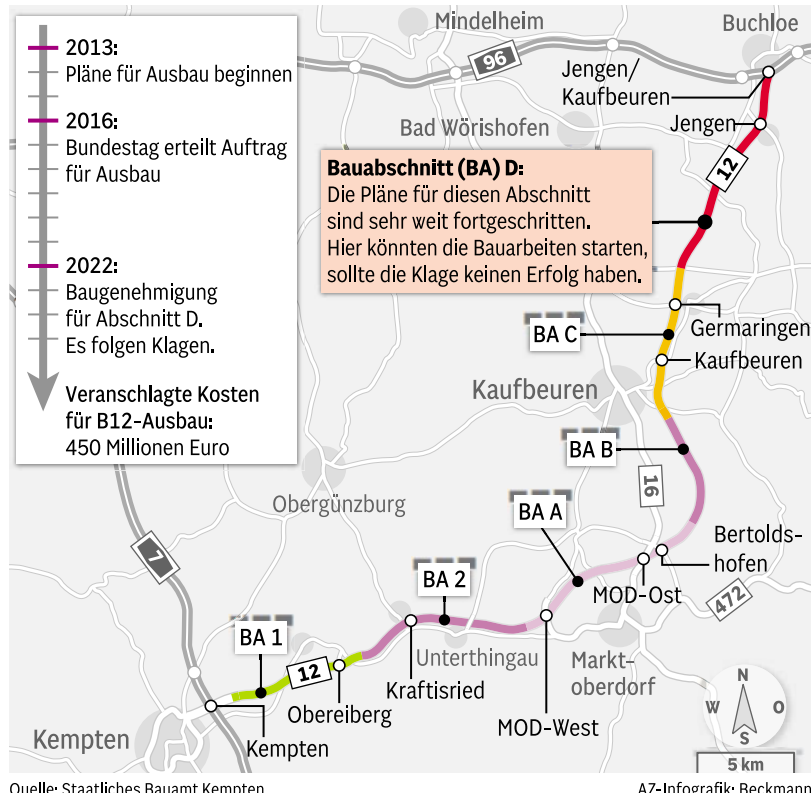 2013:
Pläne für Ausbau beginnen
2016:
Bundestag erteilt Auftrag
für Ausbau
2022:
Baugenehmigung
für Abschnitt D.
Es folgen Klagen.
Veranschlagte Kosten
für B12-Ausbau:
450 Millionen Euro
Mindelheim
Buchloe
96
Jengen/
Kaufbeuren
Bad Wörishofen
Jengen
12
Bauabschnitt (BA) D:
Die Pläne für diesen Abschnitt
sind sehr weit fortgeschritten.
Hier könnten die Bauarbeiten starten,
sollte die Klage keinen Erfolg haben.
BA C
Germaringen
Kaufbeuren
Kaufbeuren
BA B
16
Obergünzburg
BA A
Bertolds-
hofen
7
BA 2
MOD-Ost
472
BA 1
12
Unterthingau
Markt-
oberdorf
Kraftisried
Obereiberg
MOD-West
Kempten
Kempten
N
W
O
S
5 km
Quelle: Staatliches Bauamt Kempten
AZ-Infografik: Beckmann